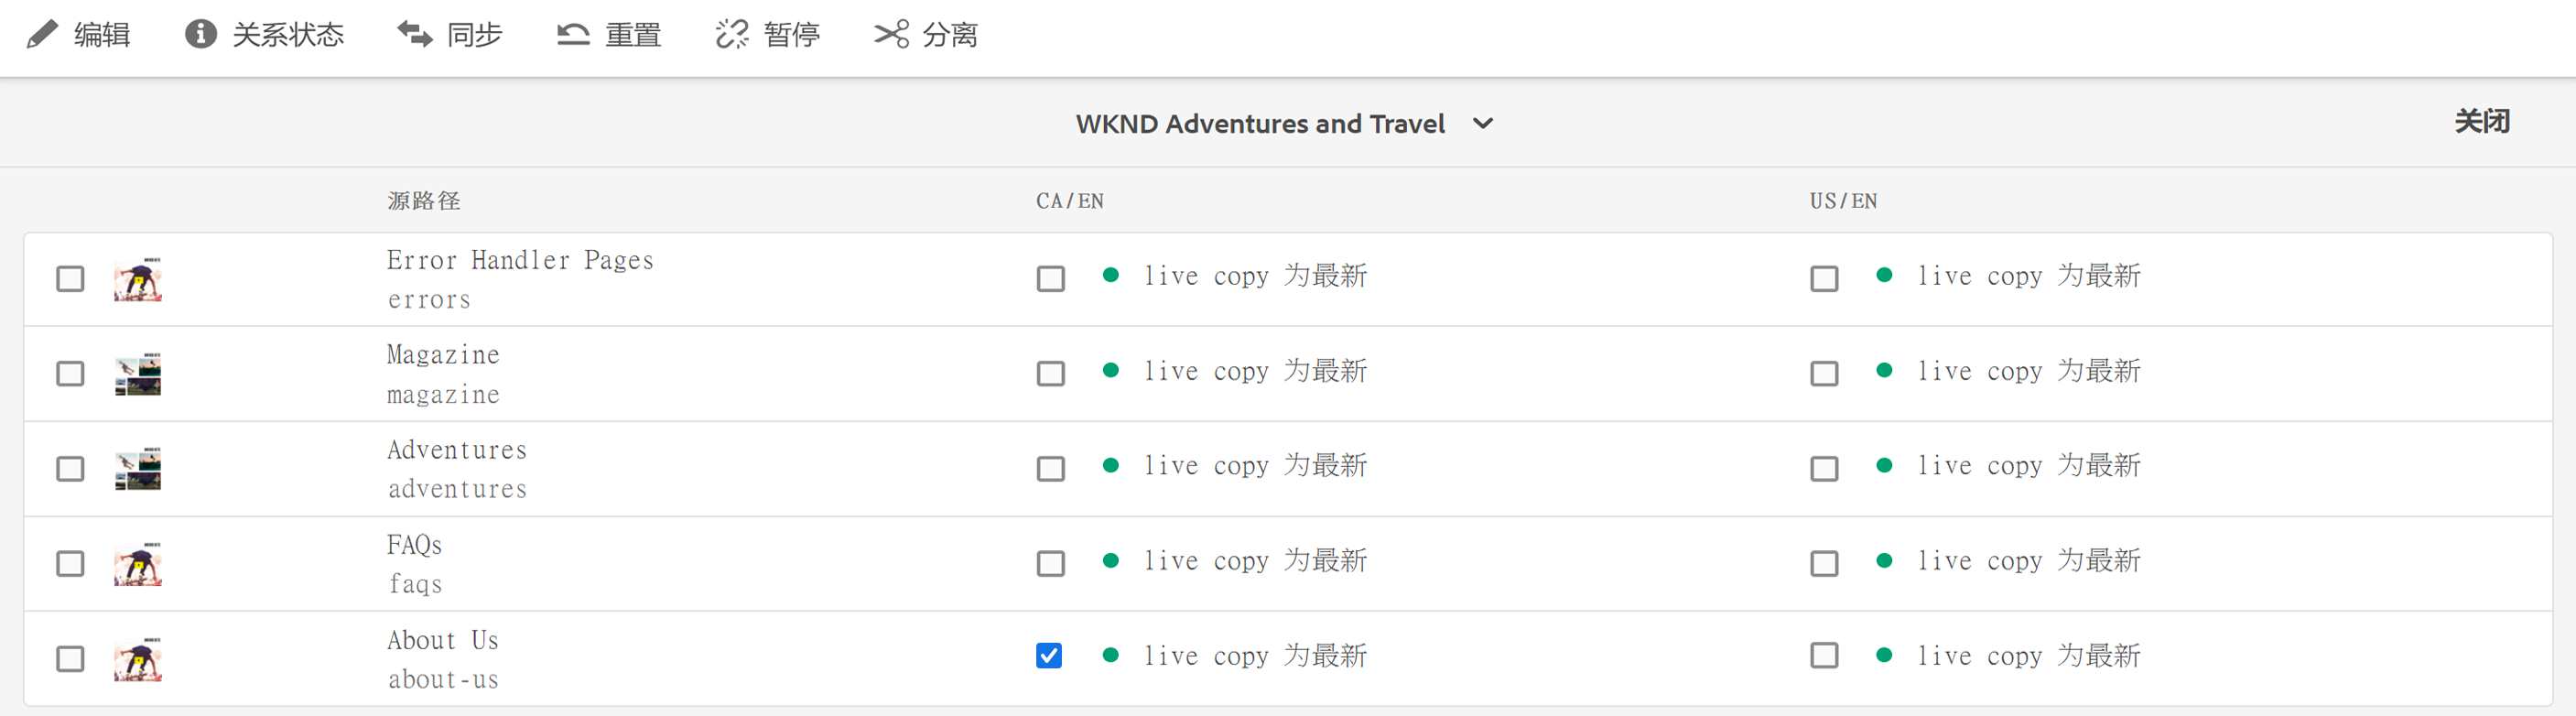 编辑 关系状态 同步 重置 暂停 分离
WKND Adventures and Travel 关闭
源路径 CA/EN US/EN
Error Handler Pages
errors
live copy 为最新 live copy 为最新
Magazine
magazine
live copy 为最新 live copy 为最新
Adventures
adventures
live copy 为最新 live copy 为最新
FAQs
faqs
live copy 为最新 live copy 为最新
About Us
about-us
live copy 为最新 live copy 为最新